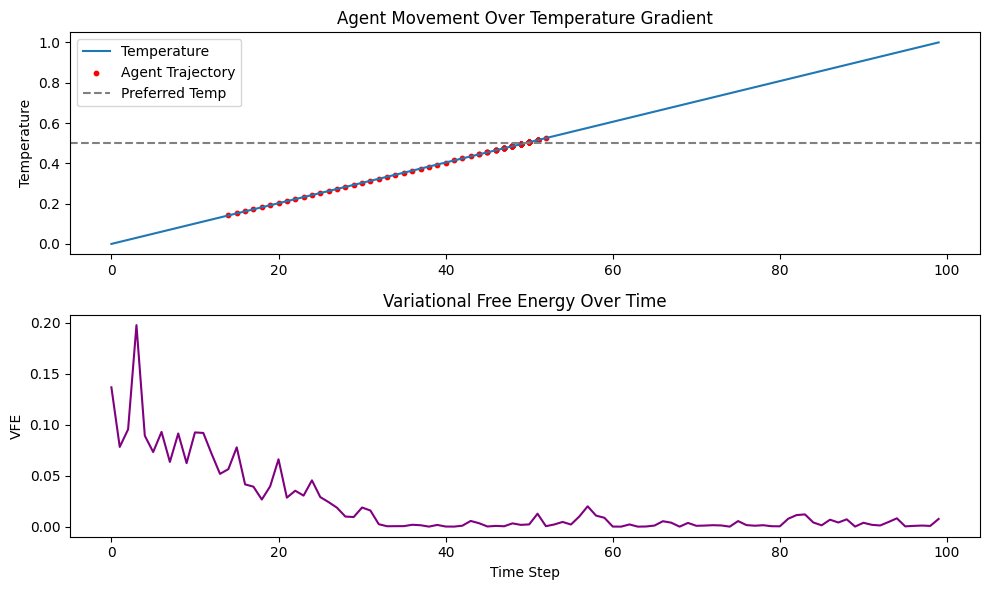 Agent Movement Over Temperature Gradient
Temperature
1.0
0.8
0.6
0.4
0.2
0.0
Temperature
Agent Trajectory
Preferred Temp
0 20 40 60 80 100
Variational Free Energy Over Time
VFE
0.20
0.15
0.10
0.05
0.00
0 20 40 60 80 100
Time Step